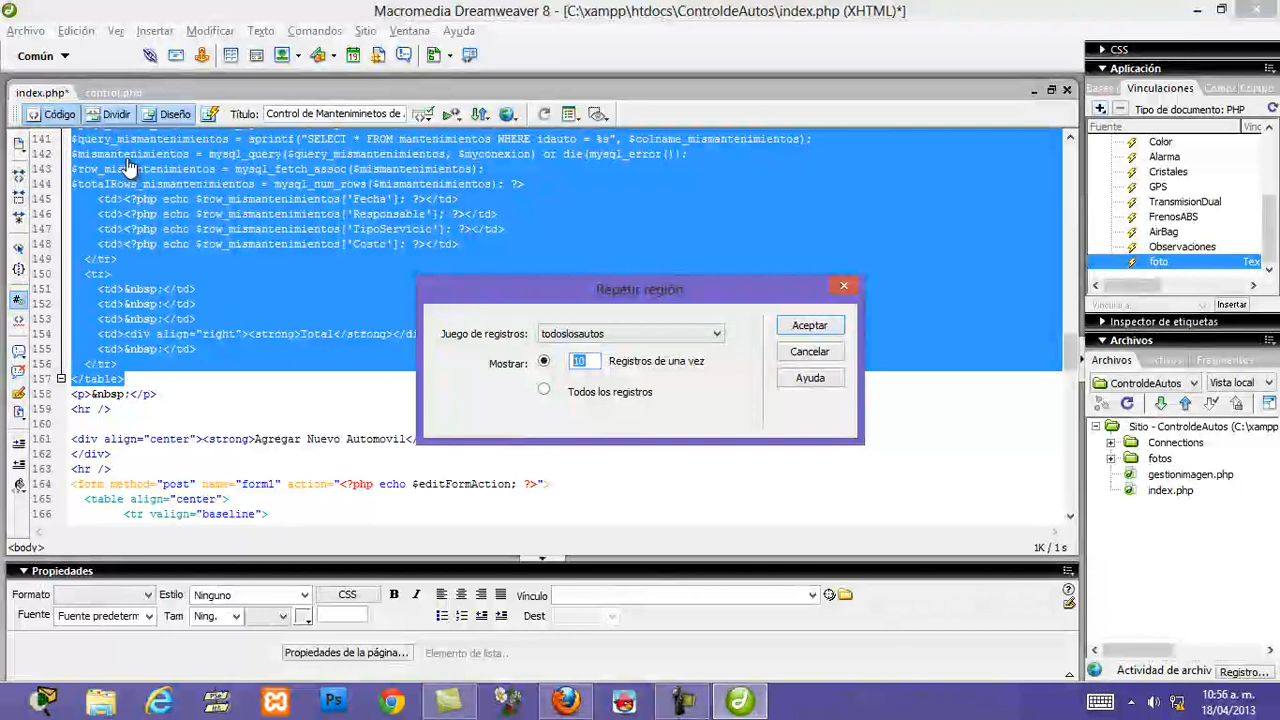 Macromedia Dreamweaver 8 - [C:\xampp\htdocs\ControldeAutos\index.php (XHTML)*]
Archivo Edición Ver Insertar Modificar Texto Comandos Sitio Ventana Ayuda
Común
index.php* control.php
Código Dividir Diseño Título: Control de Manteniminetos de
141 $query_mismantenimientos = sprintf("SELECT * FROM mantenimientos WHERE idauto = %s", $colname_mismantenimientos);
142 $mismantenimientos = mysql_query($query_mismantenimientos, $myconexion) or die(mysql_error());
143 $row_mismantenimientos = mysql_fetch_assoc($mismantenimientos);
144 $totalRows_mismantenimientos = mysql_num_rows($mismantenimientos); ?>
145 <td><?php echo $row_mismantenimientos['Fecha']; ?></td>
146 <td><?php echo $row_mismantenimientos['Responsable']; ?></td>
147 <td><?php echo $row_mismantenimientos['TipoServicio']; ?></td>
148 <td><?php echo $row_mismantenimientos['Costo']; ?></td>
149 </tr>
150 <tr>
151 <td>&nbsp;</td>
152 <td>&nbsp;</td>
153 <td>&nbsp;</td>
154 <td><div align="right"><strong>Total</strong></di
155 <td>&nbsp;</td>
156 </tr>
157 </table>
158 <p>&nbsp;</p>
159 <hr />
160
161 <div align="center"><strong>Agregar Nuevo Automovil</
162 </div>
163 <hr />
164 <form method="post" name="form1" action="<?php echo $editFormAction; ?>">
165 <table align="center">
166 <tr valign="baseline">
<body>
1K / 1 s
Repetir región
Juego de registros: todoslosautos
Mostrar: 10 Registros de una vez
Todos los registros
Aceptar
Cancelar
Ayuda
Propiedades
Formato Estilo Ninguno CSS B I Vínculo
Fuente Fuente predeterm Tam Ning. Dest
Propiedades de la página... Elemento de lista..
CSS
Aplicación
Bases Vinculaciones Compo
Tipo de documento: PHP
Fuente
Color
Alarma
Cristales
GPS
TransmisionDual
FrenosABS
AirBag
Observaciones
foto Tex
Vincular a: Insertar
Inspector de etiquetas
Archivos
Archivos Activos Fragmentos
ControldeAutos Vista local
Sitio - ControldeAutos (C:\xampp
Connections
fotos
gestionimagen.php
index.php
Actividad de archiv Registro...
Ps
10:56 a.m.
18/04/2013